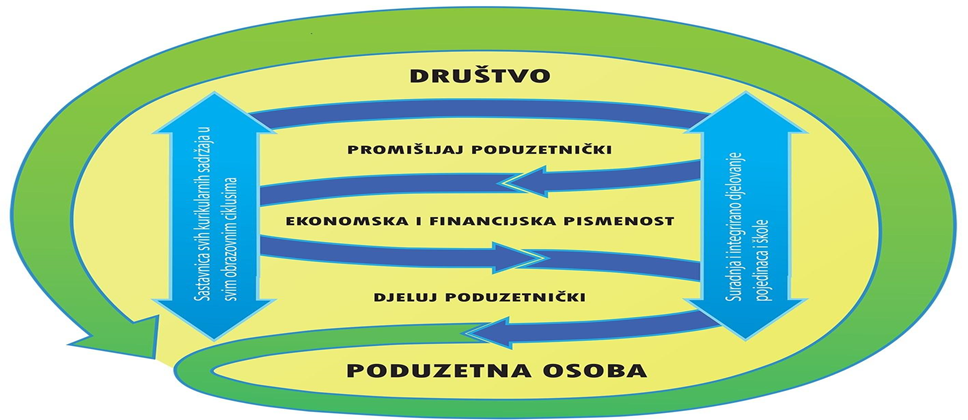 DRUŠTVO
PROMIŠLJAJ PODUZETNIČKI
EKONOMSKA I FINANCIJSKA PISMENOST
DJELUJ PODUZETNIČKI
PODUZETNA OSOBA
Sastavnica svih kurikularnih sadržaja u
svim obrazovnim ciklusima
Suradnja i integrirano djelovanje
pojedinaca i škole